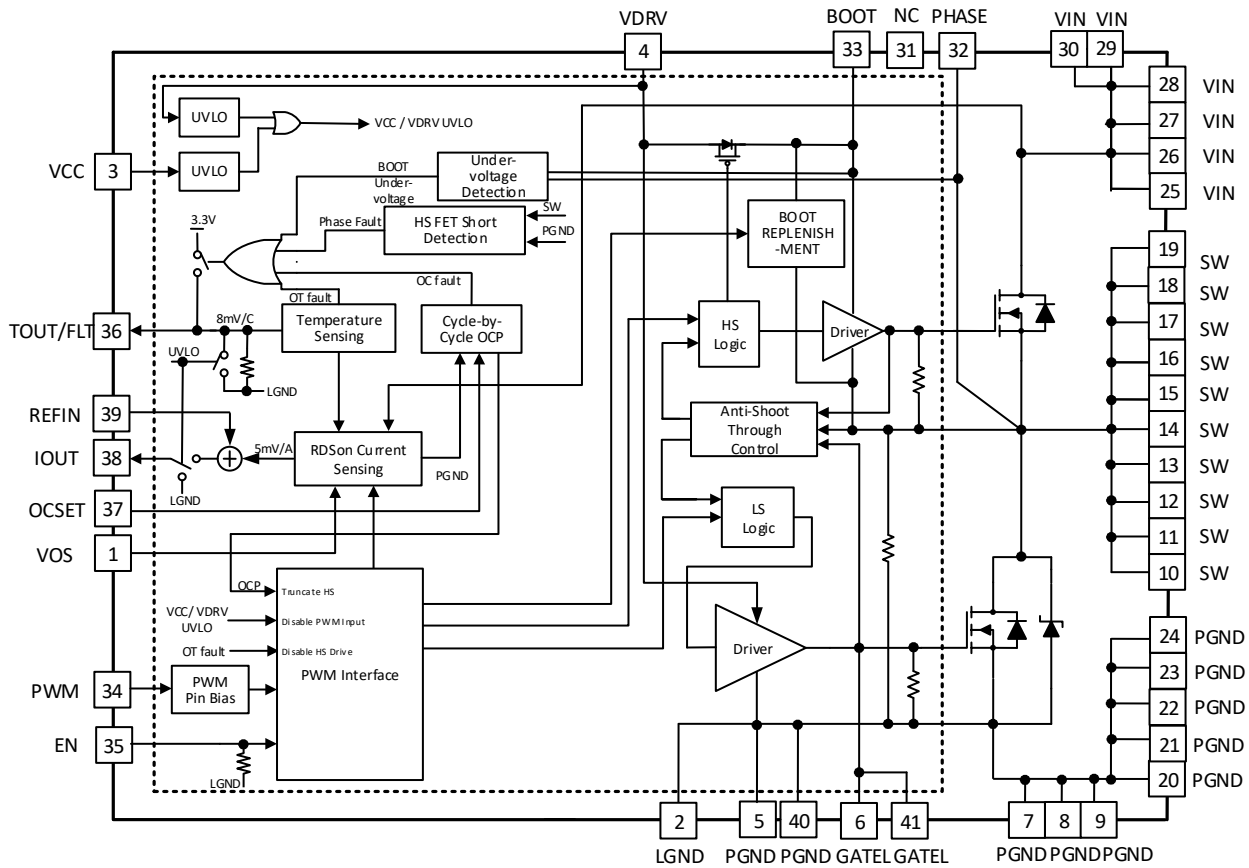 VDRV
BOOT
NC
PHASE
VIN
VIN
4
33
31
32
30
29
28
VIN
27
VIN
26
VIN
25
VIN
UVLO
VCC / VDRV UVLO
VCC
3
UVLO
BOOT
Under-
voltage
Under-
voltage
Detection
3.3V
Phase Fault
HS FET Short
Detection
SW
PGND
BOOT
REPLENISH
-MENT
OC fault
OT fault
19
SW
18
SW
17
SW
16
SW
15
SW
14
SW
13
SW
12
SW
11
SW
10
SW
TOUT/FLT
36
8mV/C
Temperature
Sensing
Cycle-by-
Cycle OCP
HS
Logic
Driver
UVLO
LGND
REFIN
39
IOUT
38
5mV/A
RDSon Current
Sensing
PGND
Anti-Shoot
Through
Control
LGND
OCSET
37
LS
Logic
VOS
1
OCP
Truncate HS
VCC/ VDRV
UVLO
Disable PWM Input
OT fault
Disable HS Drive
PWM Interface
Driver
24
PGND
23
PGND
22
PGND
21
PGND
20
PGND
PWM
34
PWM
Pin Bias
EN
35
LGND
2
5
40
6
41
7
8
9
LGND
PGND
PGND
GATEL
GATEL
PGND
PGND
PGND